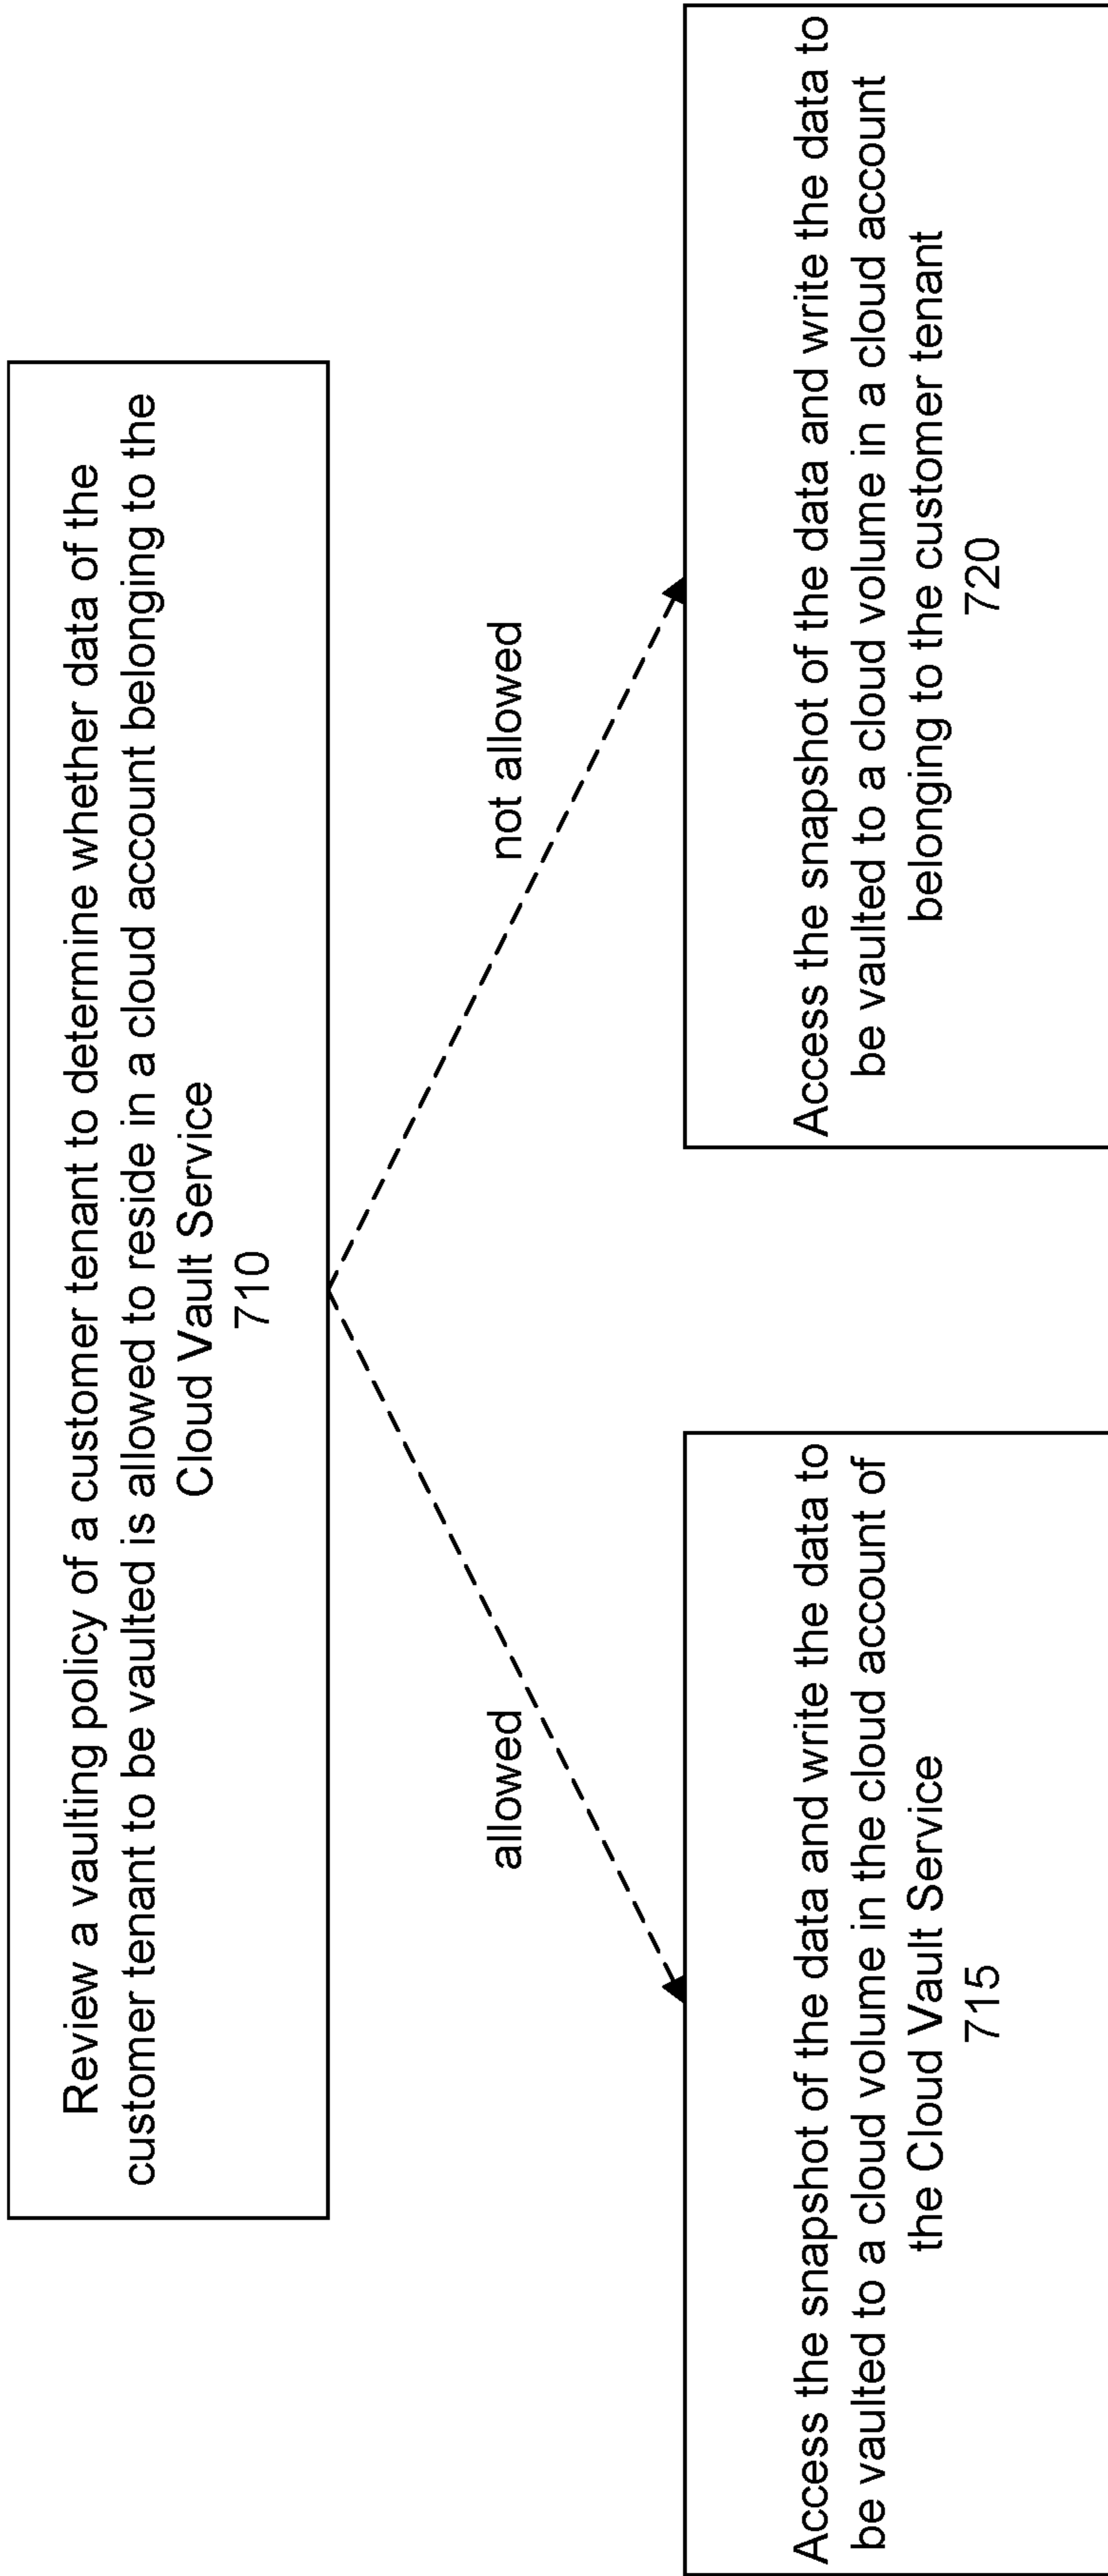 Review a vaulting policy of a customer tenant to determine whether data of the
customer tenant to be vaulted is allowed to reside in a cloud account belonging to the
Cloud Vault Service
710
allowed
not allowed
Access the snapshot of the data and write the data to
be vaulted to a cloud volume in the cloud account of
the Cloud Vault Service
715
Access the snapshot of the data and write the data to
be vaulted to a cloud volume in a cloud account
belonging to the customer tenant
720